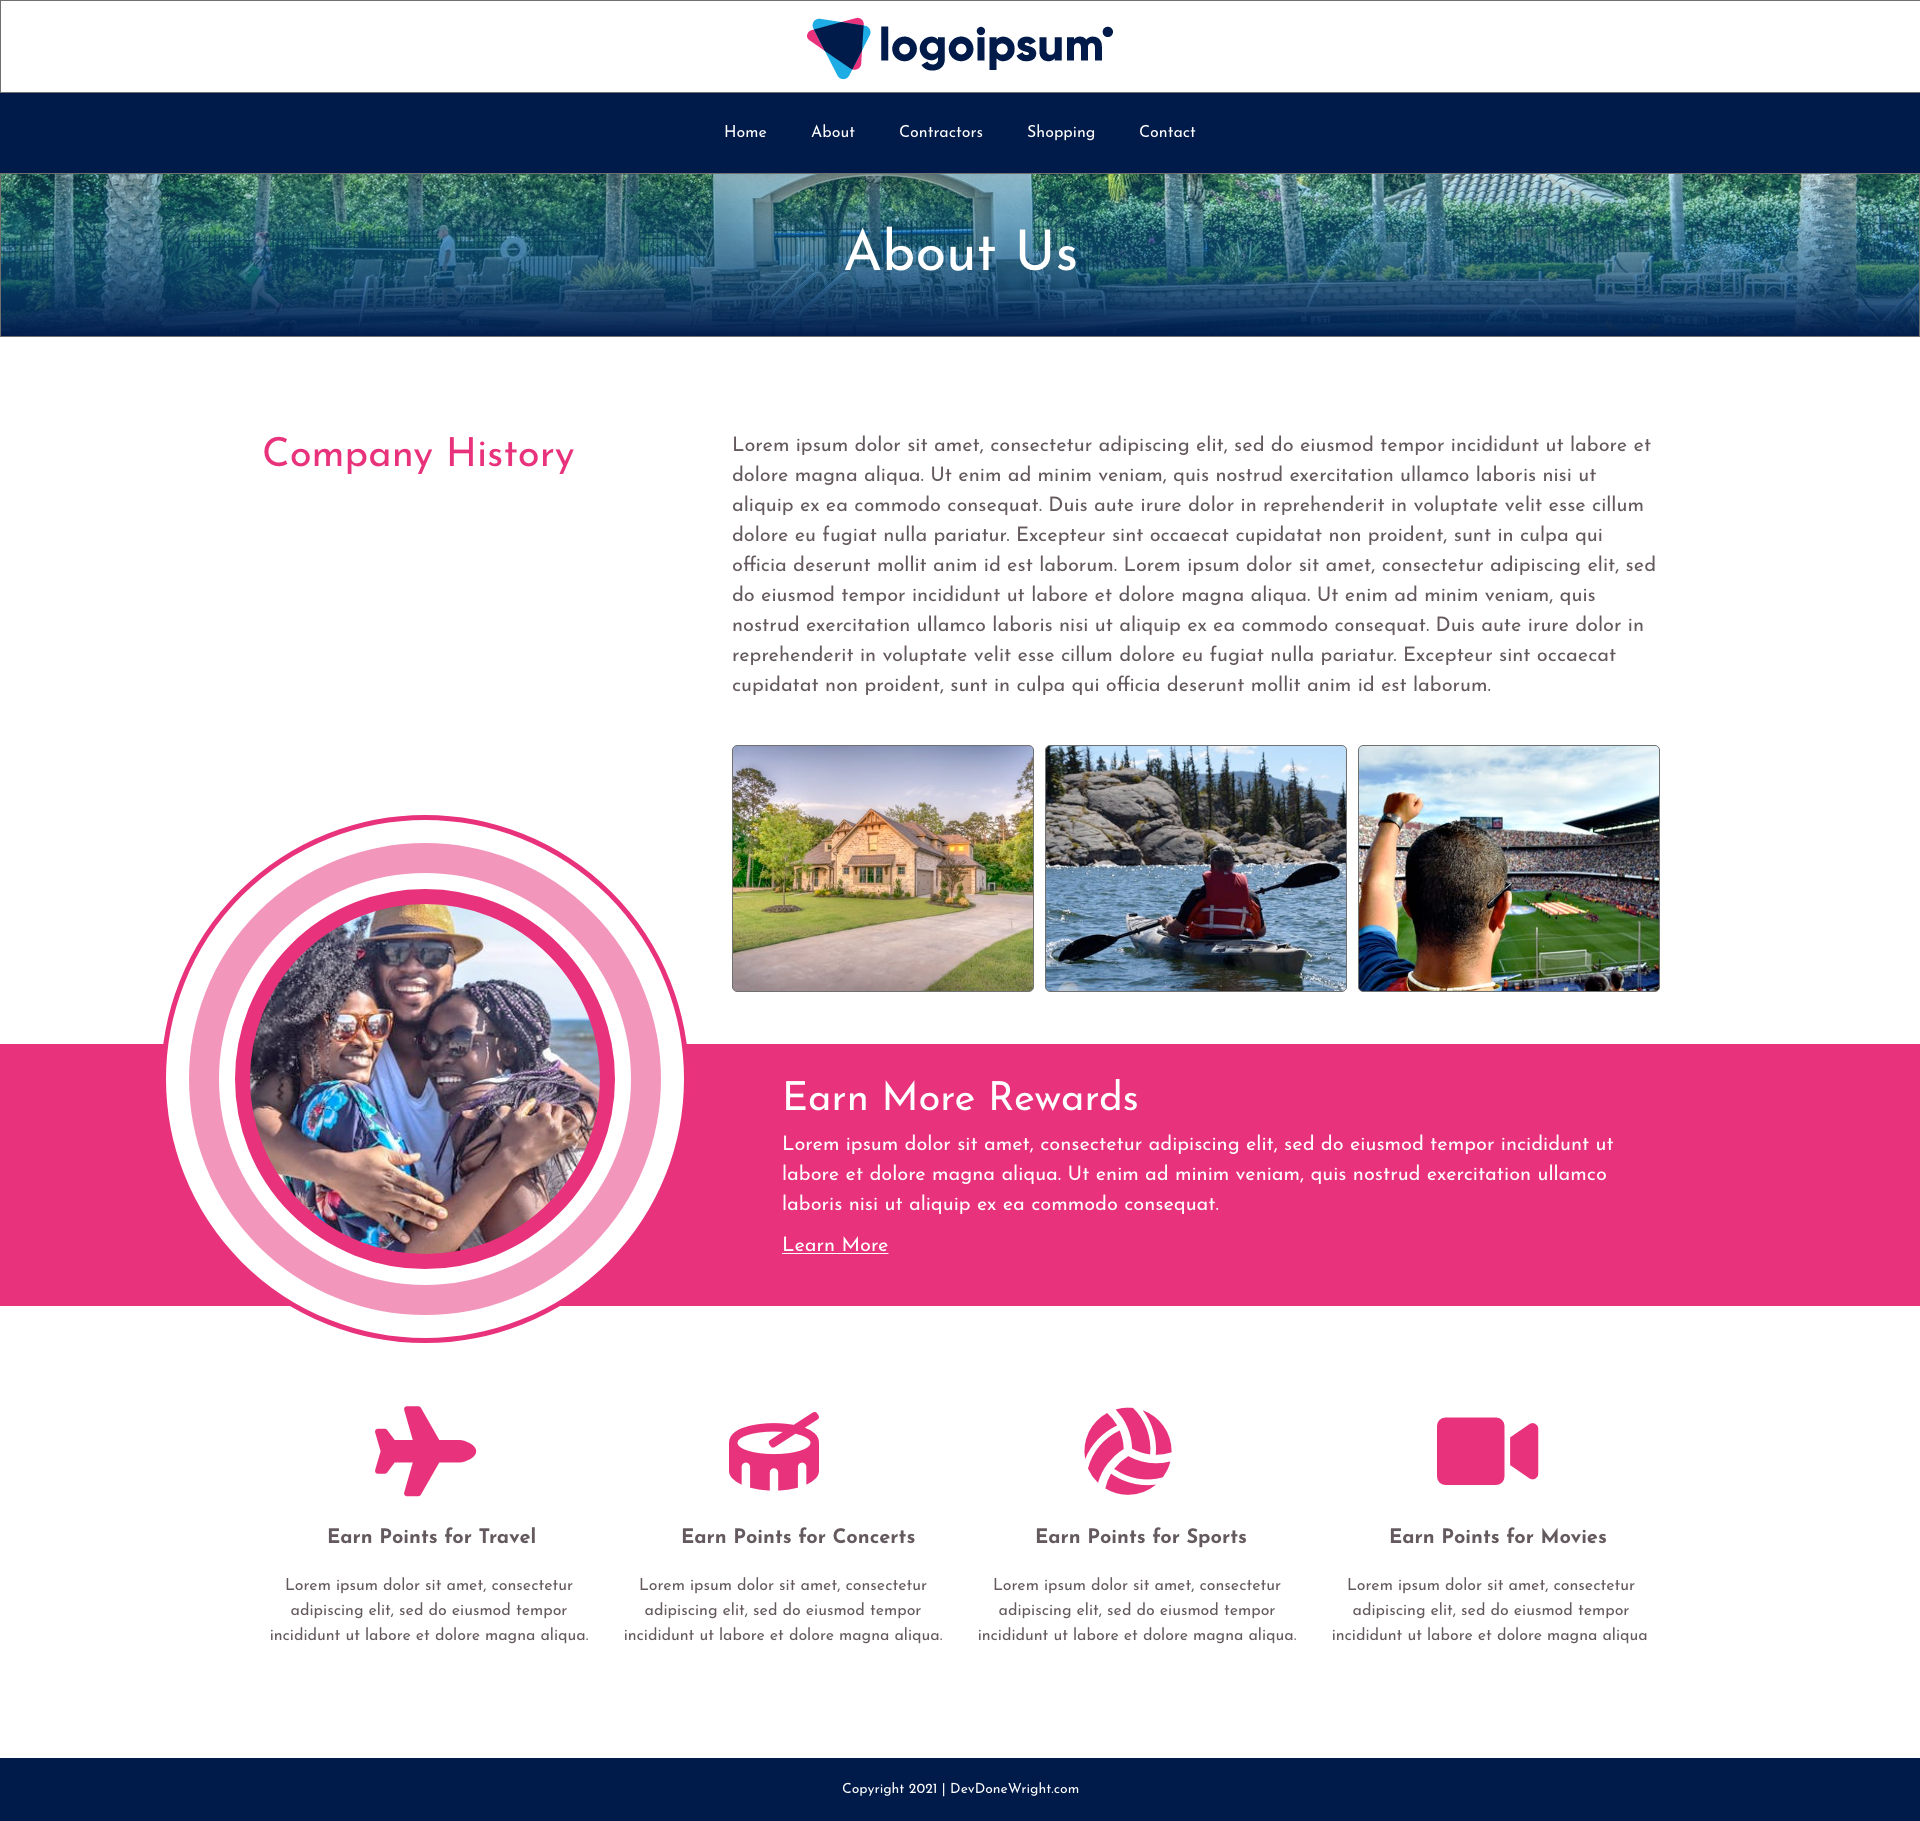 logoipsum
Home About Contractors Shopping Contact
About Us
Company History
Lorem ipsum dolor sit amet, consectetur adipiscing elit, sed do eiusmod tempor incididunt ut labore et
dolore magna aliqua. Ut enim ad minim veniam, quis nostrud exercitation ullamco laboris nisi ut
aliquip ex ea commodo consequat. Duis aute irure dolor in reprehenderit in voluptate velit esse cillum
dolore eu fugiat nulla pariatur. Excepteur sint occaecat cupidatat non proident, sunt in culpa qui
officia deserunt mollit anim id est laborum. Lorem ipsum dolor sit amet, consectetur adipiscing elit, sed
do eiusmod tempor incididunt ut labore et dolore magna aliqua. Ut enim ad minim veniam, quis
nostrud exercitation ullamco laboris nisi ut aliquip ex ea commodo consequat. Duis aute irure dolor in
reprehenderit in voluptate velit esse cillum dolore eu fugiat nulla pariatur. Excepteur sint occaecat
cupidatat non proident, sunt in culpa qui officia deserunt mollit anim id est laborum.
Earn More Rewards
Lorem ipsum dolor sit amet, consectetur adipiscing elit, sed do eiusmod tempor incididunt ut
labore et dolore magna aliqua. Ut enim ad minim veniam, quis nostrud exercitation ullamco
laboris nisi ut aliquip ex ea commodo consequat.
Learn More
Earn Points for Travel
Lorem ipsum dolor sit amet, consectetur
adipiscing elit, sed do eiusmod tempor
incididunt ut labore et dolore magna aliqua.
Earn Points for Concerts
Lorem ipsum dolor sit amet, consectetur
adipiscing elit, sed do eiusmod tempor
incididunt ut labore et dolore magna aliqua.
Earn Points for Sports
Lorem ipsum dolor sit amet, consectetur
adipiscing elit, sed do eiusmod tempor
incididunt ut labore et dolore magna aliqua.
Earn Points for Movies
Lorem ipsum dolor sit amet, consectetur
adipiscing elit, sed do eiusmod tempor
incididunt ut labore et dolore magna aliqua
Copyright 2021 | DevDoneWright.com